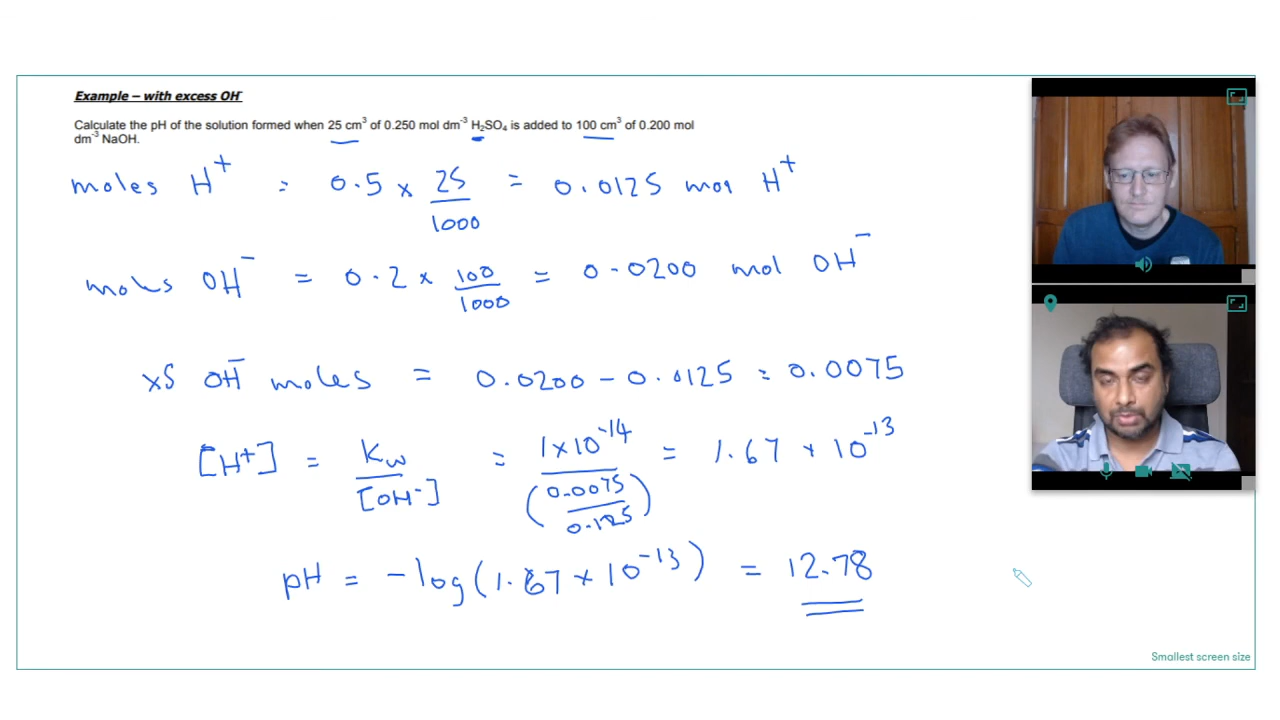 Example – with excess OH⁻
Calculate the pH of the solution formed when 25 cm³ of 0.250 mol dm⁻³ H₂SO₄ is added to 100 cm³ of 0.200 mol
dm⁻³ NaOH.
moles H⁺ = 0.5 × 25/1000 = 0.0125 mol H⁺
moles OH⁻ = 0.2 × 100/1000 = 0.0200 mol OH⁻
xS OH⁻ moles = 0.0200 – 0.0125 = 0.0075
[H⁺] = Kw/[OH⁻] = 1×10⁻¹⁴/(0.0075/0.125) = 1.67 × 10⁻¹³
pH = –log(1.67 × 10⁻¹³) = 12.78
Smallest screen size